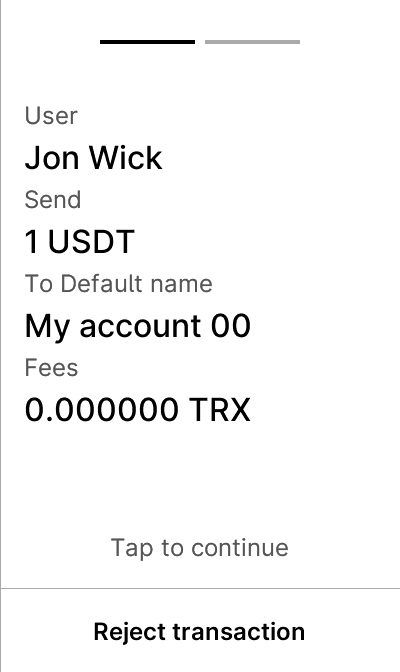 User
Jon Wick
Send
1 USDT
To Default name
My account 00
Fees
0.000000 TRX
Tap to continue
Reject transaction